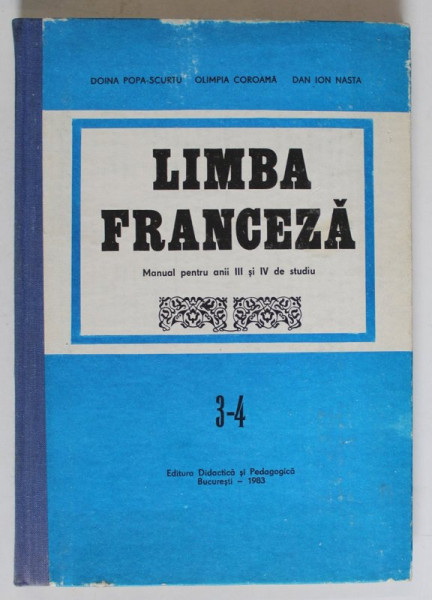 DOINA POPA-SCURTU OLIMPIA COROAMĂ DAN ION NASTA
LIMBA
FRANCEZĂ
Manual pentru anii III și IV de studiu
3-4
Editura Didactică și Pedagogică
București – 1983